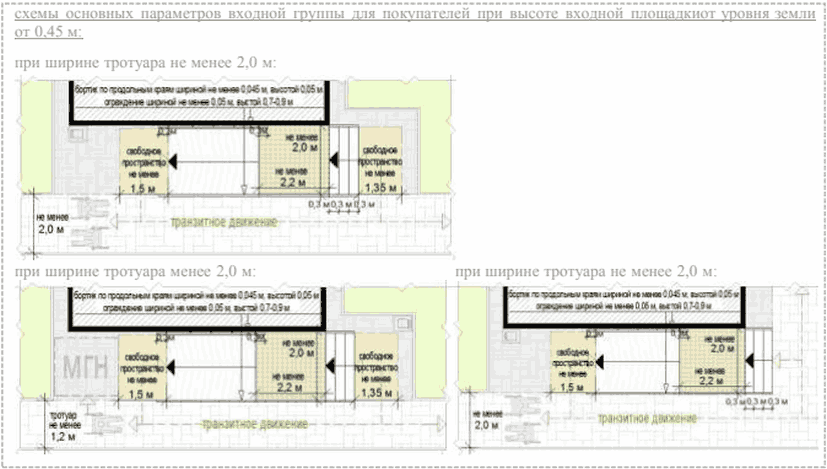 схемы основных параметров входной группы для покупателей при высоте входной площадкиот уровня земли
от 0,45 м:
при ширине тротуара не менее 2,0 м:
бортик по продольным краям шириной не менее 0,045 м, высотой 0,05 м
ограждение шириной не менее 0,05 м, высотой 0,7-0,9 м
не менее
2,0 м
свободное
пространство
не менее
1,5 м
не менее
2,2 м
свободное
пространство
не менее
1,35 м
0,3 м 0,3 м 0,3 м
не менее
2,0 м
транзитное движение
при ширине тротуара менее 2,0 м:
бортик по продольным краям шириной не менее 0,045 м, высотой 0,05 м
ограждение шириной не менее 0,05 м, высотой 0,7-0,9 м
МГН
свободное
пространство
не менее
1,5 м
не менее
2,0 м
не менее
2,2 м
свободное
пространство
не менее
1,35 м
тротуар
не менее
1,2 м
транзитное движение
при ширине тротуара не менее 2,0 м:
бортик по продольным краям шириной не менее 0,045 м, высотой 0,05 м
ограждение шириной не менее 0,05 м, высотой 0,7-0,9 м
свободное
пространство
не менее
1,5 м
не менее
2,0 м
не менее
2,2 м
0,3 м 0,3 м 0,3 м
не менее
2,0 м
транзитное движение